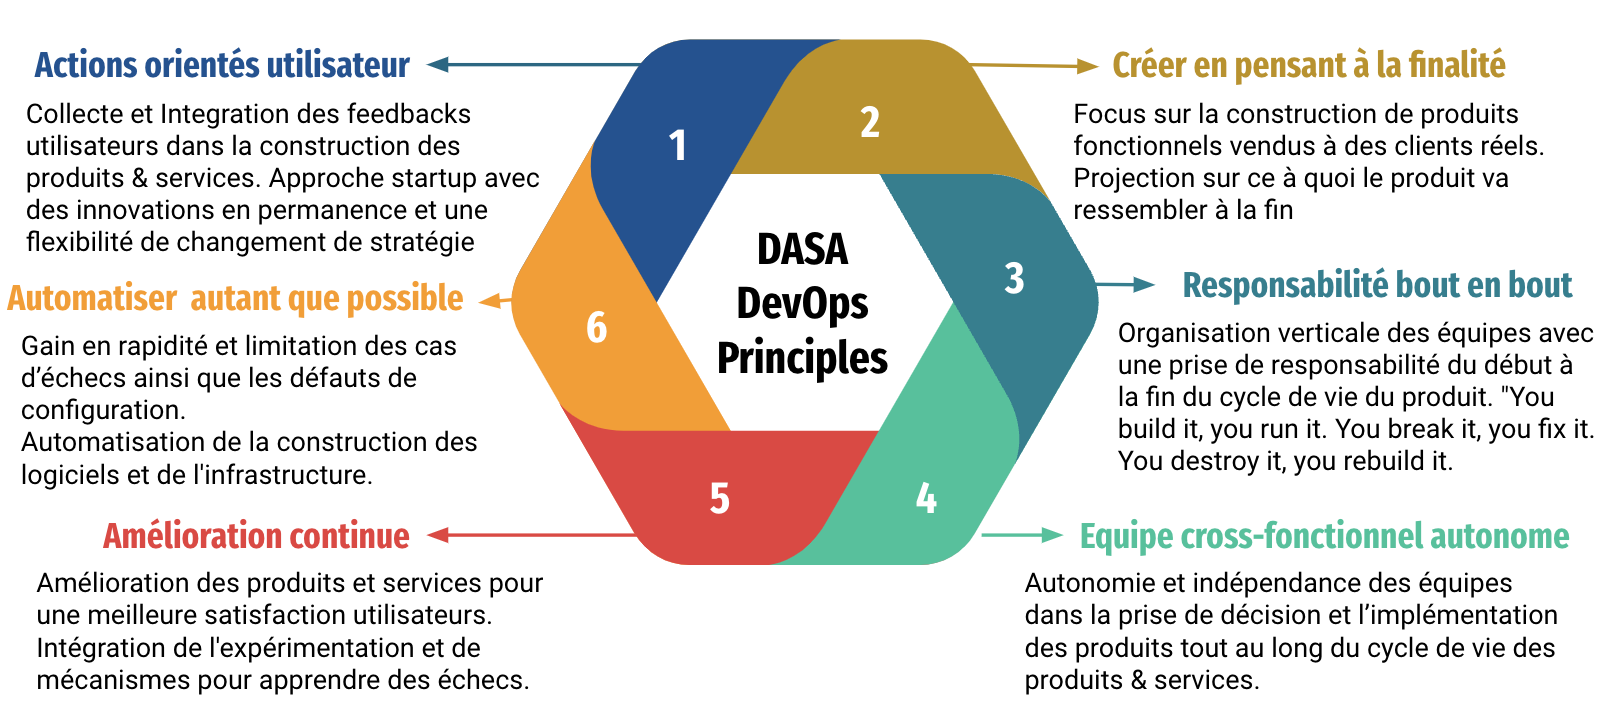 Actions orientés utilisateur
Collecte et Integration des feedbacks
utilisateurs dans la construction des
produits & services. Approche startup avec
des innovations en permanence et une
flexibilité de changement de stratégie
1
2
Créer en pensant à la finalité
Focus sur la construction de produits
fonctionnels vendus à des clients réels.
Projection sur ce à quoi le produit va
ressembler à la fin
DASA
DevOps
Principles
3
Responsabilité bout en bout
Organisation verticale des équipes avec
une prise de responsabilité du début à
la fin du cycle de vie du produit. "You
build it, you run it. You break it, you fix it.
You destroy it, you rebuild it.
4
Equipe cross-fonctionnel autonome
Autonomie et indépendance des équipes
dans la prise de décision et l’implémentation
des produits tout au long du cycle de vie des
produits & services.
5
Amélioration continue
Amélioration des produits et services pour
une meilleure satisfaction utilisateurs.
Intégration de l'expérimentation et de
mécanismes pour apprendre des échecs.
6
Automatiser  autant que possible
Gain en rapidité et limitation des cas
d’échecs ainsi que les défauts de
configuration.
Automatisation de la construction des
logiciels et de l'infrastructure.